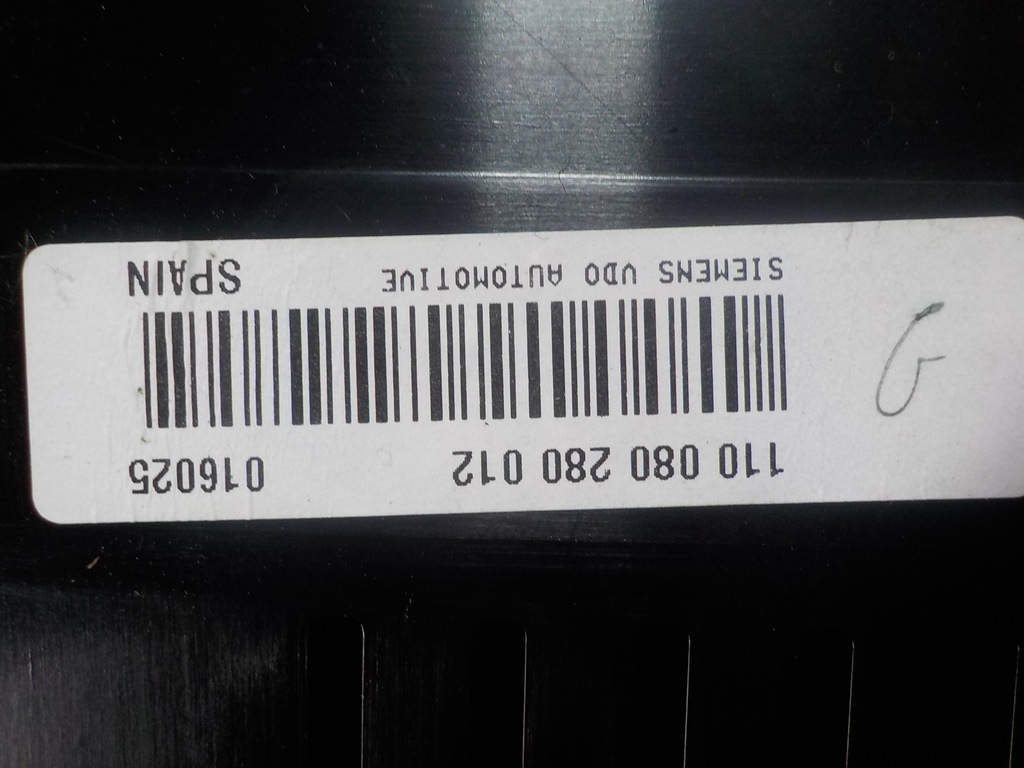 110 080 280 012 016025
SIEMENS VDO AUTOMOTIVE SPAIN